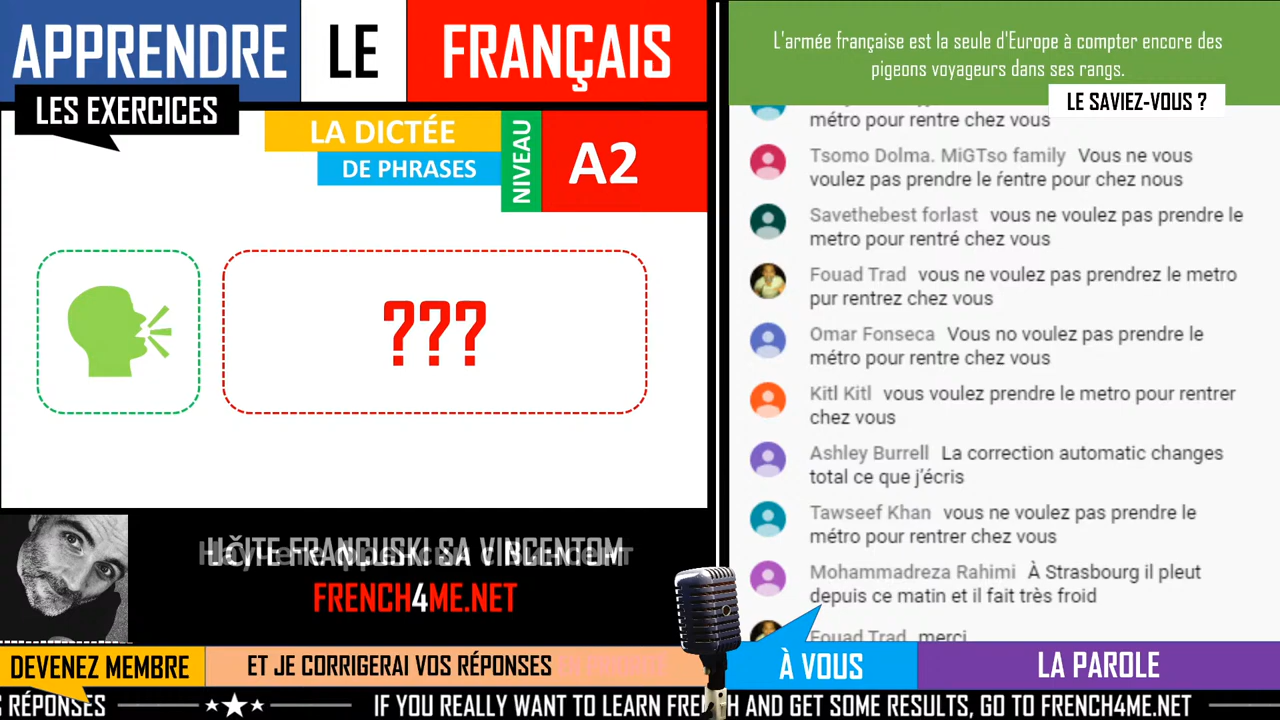 APPRENDRE LE FRANÇAIS
LES EXERCICES
LA DICTÉE
DE PHRASES
NIVEAU
A2
???
UČITE FRANCUSKI SA VINCENTOM
FRENCH4ME.NET
DEVENEZ MEMBRE
ET JE CORRIGERAI VOS RÉPONSES
L'armée française est la seule d'Europe à compter encore des
pigeons voyageurs dans ses rangs.
LE SAVIEZ-VOUS ?
métro pour rentre chez vous
Tsomo Dolma. MiGTso family Vous ne vous
voulez pas prendre le ŕentre pour chez nous
Savethebest forlast vous ne voulez pas prendre le
metro pour rentré chez vous
Fouad Trad vous ne voulez pas prendrez le metro
pur rentrez chez vous
Omar Fonseca Vous no voulez pas prendre le
métro pour rentre chez vous
Kitl Kitl vous voulez prendre le metro pour rentrer
chez vous
Ashley Burrell La correction automatic changes
total ce que j'écris
Tawseef Khan vous ne voulez pas prendre le
metro pour rentrer chez vous
Mohammadreza Rahimi À Strasbourg il pleut
depuis ce matin et il fait très froid
Fouad Trad merci
À VOUS
LA PAROLE
S RÉPONSES
IF YOU REALLY WANT TO LEARN FRE H AND GET SOME RESULTS, GO TO FRENCH4ME.NET